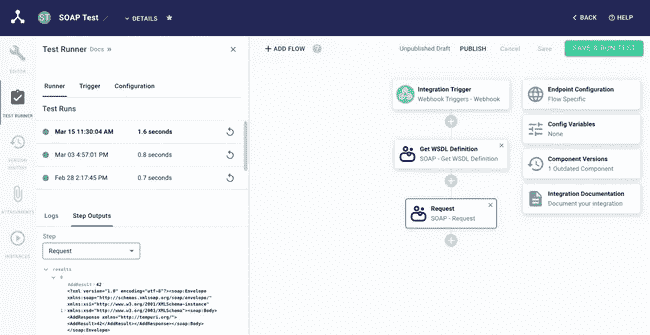 SOAP Test
DETAILS
BACK
HELP
EDITOR
TEST RUNNER
VERSION HISTORY
ATTACHMENTS
INSTANCES
Test Runner Docs »
Runner Trigger Configuration
Test Runs
Mar 15 11:30:04 AM 1.6 seconds
Mar 03 4:57:01 PM 0.8 seconds
Feb 28 2:17:45 PM 0.7 seconds
Logs Step Outputs
Step
Request
results
0
AddResult:42
<?xml version="1.0" encoding="utf-8"?><soap:Envelope
xmlns:soap="http://schemas.xmlsoap.org/soap/envelope/"
xmlns:xsi="http://www.w3.org/2001/XMLSchema-instance"
1: xmlns:xsd="http://www.w3.org/2001/XMLSchema"><soap:Body>
<AddResponse xmlns="http://tempuri.org/">
<AddResult>42</AddResult></AddResponse></soap:Body>
</soap:Envelope>
+ ADD FLOW
Unpublished Draft PUBLISH Cancel Save SAVE & RUN TEST
Integration Trigger
Webhook Triggers - Webhook
Get WSDL Definition
SOAP - Get WSDL Definition
Request
SOAP - Request
Endpoint Configuration
Flow Specific
Config Variables
None
Component Versions
1 Outdated Component
Integration Documentation
Document your integration